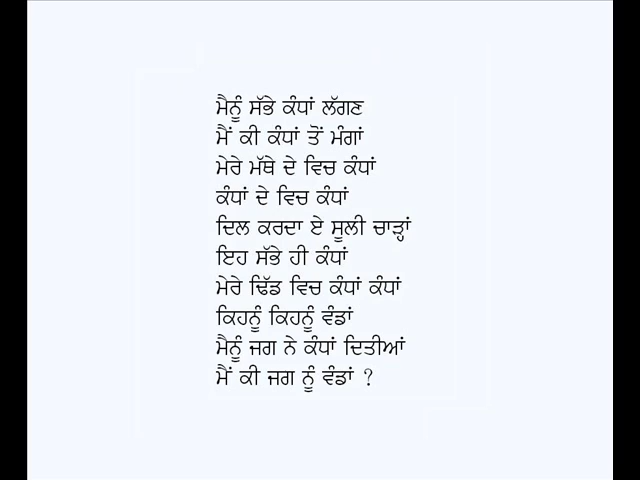 ਮੈਨੂੰ ਸੱਭੇ ਕੰਧਾਂ ਲੱਗਣ
ਮੈਂ ਕੀ ਕੰਧਾਂ ਤੋਂ ਮੰਗਾਂ
ਮੇਰੇ ਮੱਥੇ ਦੇ ਵਿਚ ਕੰਧਾਂ
ਕੰਧਾਂ ਦੇ ਵਿਚ ਕੰਧਾਂ
ਦਿਲ ਕਰਦਾ ਏ ਸੂਲੀ ਚਾੜ੍ਹਾਂ
ਇਹ ਸੱਭੇ ਹੀ ਕੰਧਾਂ
ਮੇਰੇ ਢਿੱਡ ਵਿਚ ਕੰਧਾਂ ਕੰਧਾਂ
ਕਿਹਨੂੰ ਕਿਹਨੂੰ ਵੰਡਾਂ
ਮੈਨੂੰ ਜਗ ਨੇ ਕੰਧਾਂ ਦਿਤੀਆਂ
ਮੈਂ ਕੀ ਜਗ ਨੂੰ ਵੰਡਾਂ ?